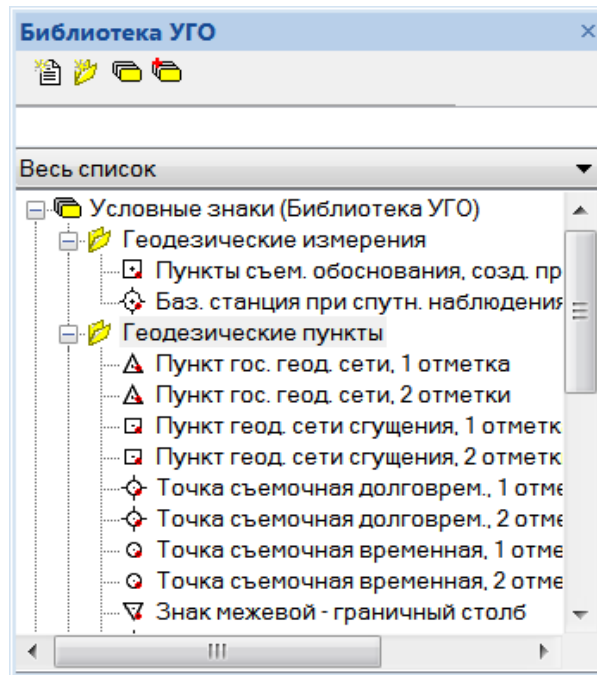 Библиотека УГО
Весь список
Условные знаки (Библиотека УГО)
Геодезические измерения
Пункты съем. обоснования, созд. пр
Баз. станция при спутн. наблюдения
Геодезические пункты
Пункт гос. геод. сети, 1 отметка
Пункт гос. геод. сети, 2 отметки
Пункт геод. сети сгущения, 1 отметк
Пункт геод. сети сгущения, 2 отметк
Точка съемочная долговрем., 1 отме
Точка съемочная долговрем., 2 отме
Точка съемочная временная, 1 отме
Точка съемочная временная, 2 отме
Знак межевой - граничный столб